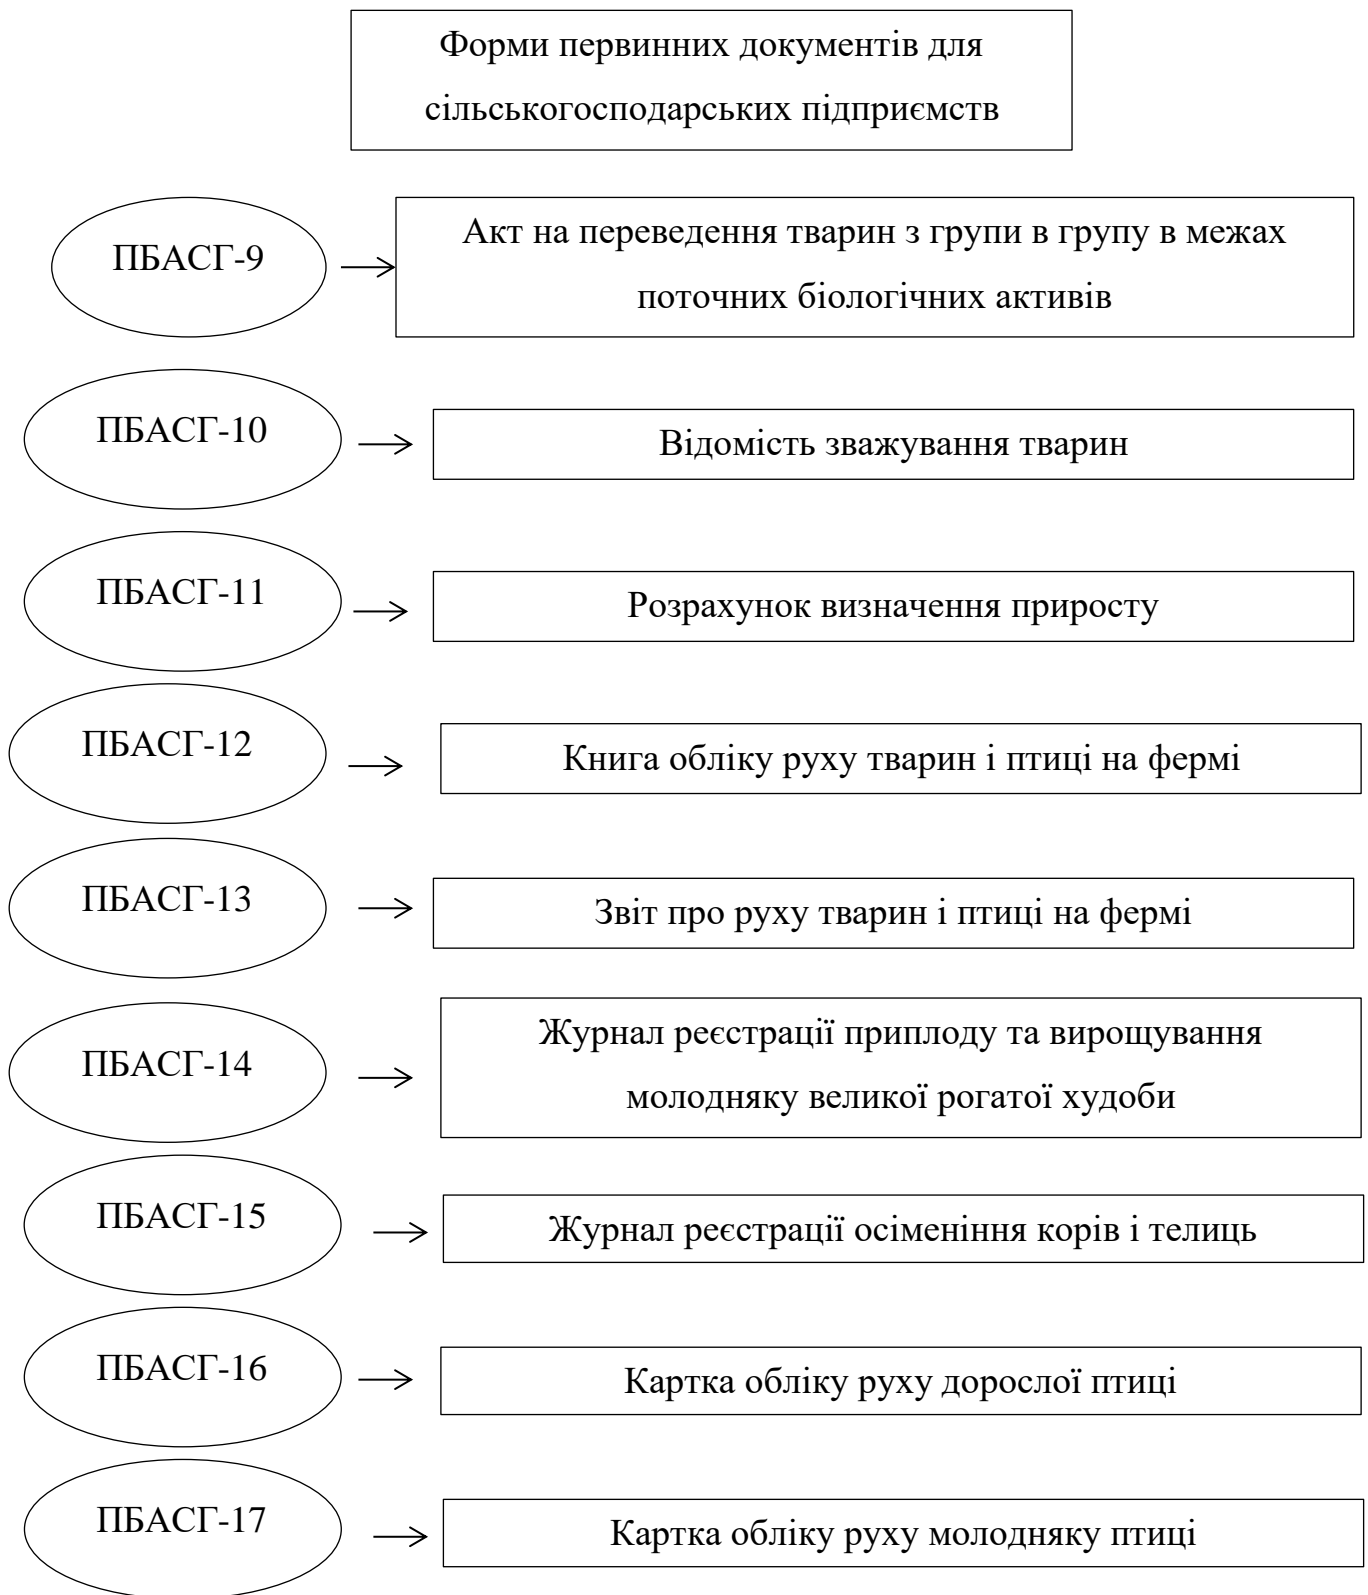 Форми первинних документів для
сільськогосподарських підприємств
ПБАСГ-9
Акт на переведення тварин з групи в групу в межах
поточних біологічних активів
ПБАСГ-10
Відомість зважування тварин
ПБАСГ-11
Розрахунок визначення приросту
ПБАСГ-12
Книга обліку руху тварин і птиці на фермі
ПБАСГ-13
Звіт про руху тварин і птиці на фермі
ПБАСГ-14
Журнал реєстрації приплоду та вирощування
молодняку великої рогатої худоби
ПБАСГ-15
Журнал реєстрації осіменіння корів і телиць
ПБАСГ-16
Картка обліку руху дорослої птиці
ПБАСГ-17
Картка обліку руху молодняку птиці